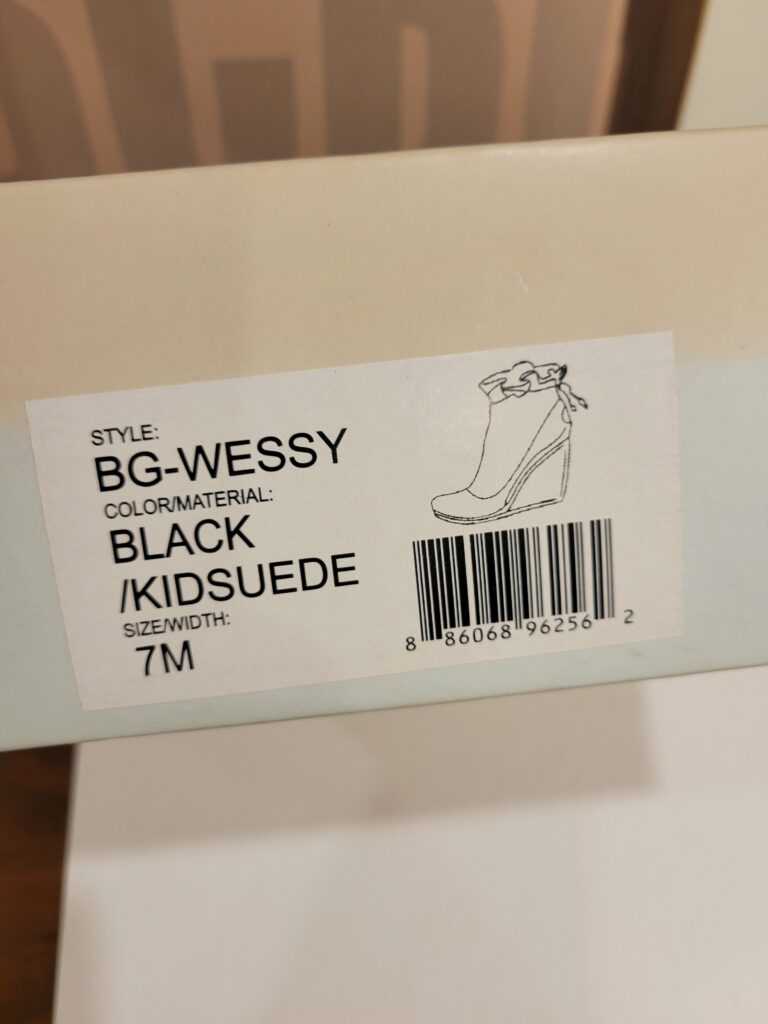 STYLE:
BG-WESSY
COLOR/MATERIAL:
BLACK
/KIDSUEDE
SIZE/WIDTH:
7M
8 86068 96256 2